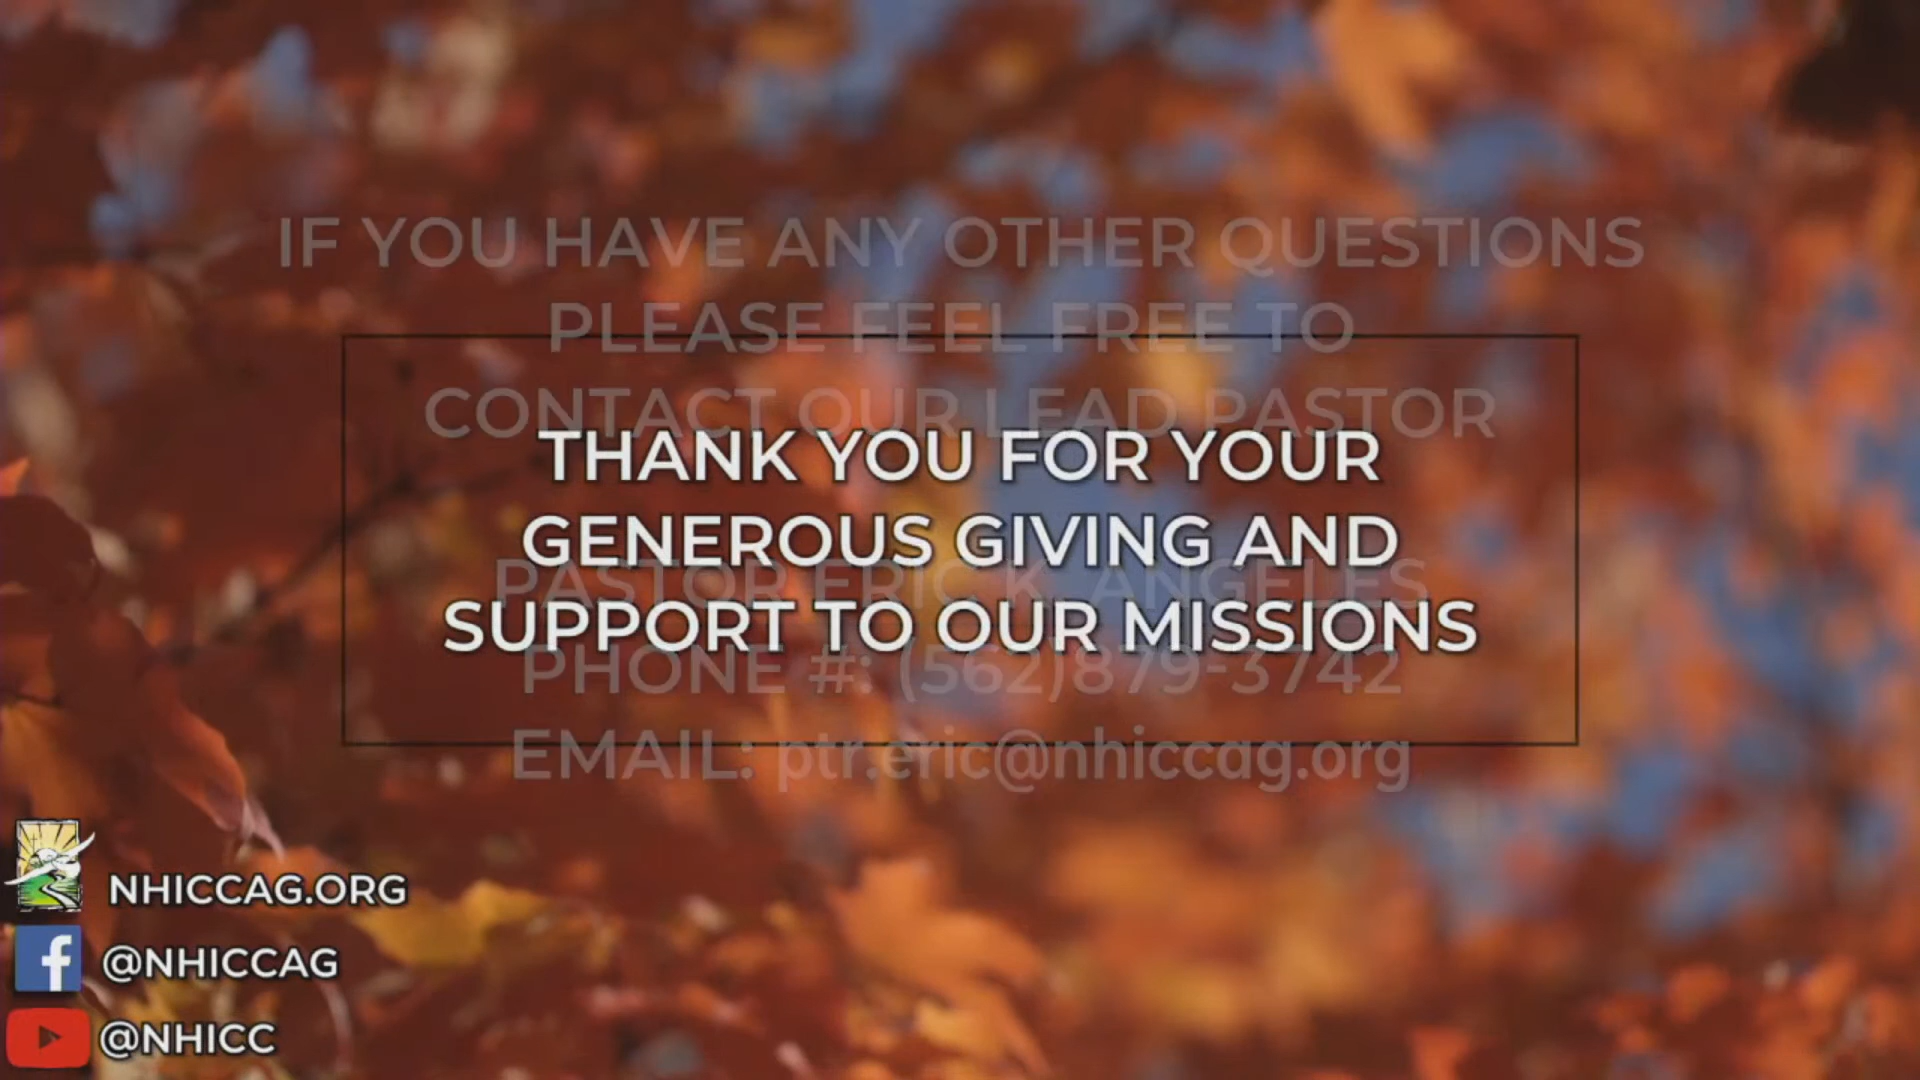 IF YOU HAVE ANY OTHER QUESTIONS
PLEASE FEEL FREE TO
CONTACT OUR LEAD PASTOR
THANK YOU FOR YOUR
GENEROUS GIVING AND
PASTOR ERIC K. ANGELES
SUPPORT TO OUR MISSIONS
PHONE #: (562)879-3742
EMAIL: ptr.eric@nhiccag.org
NHICCAG.ORG
@NHICCAG
@NHICC